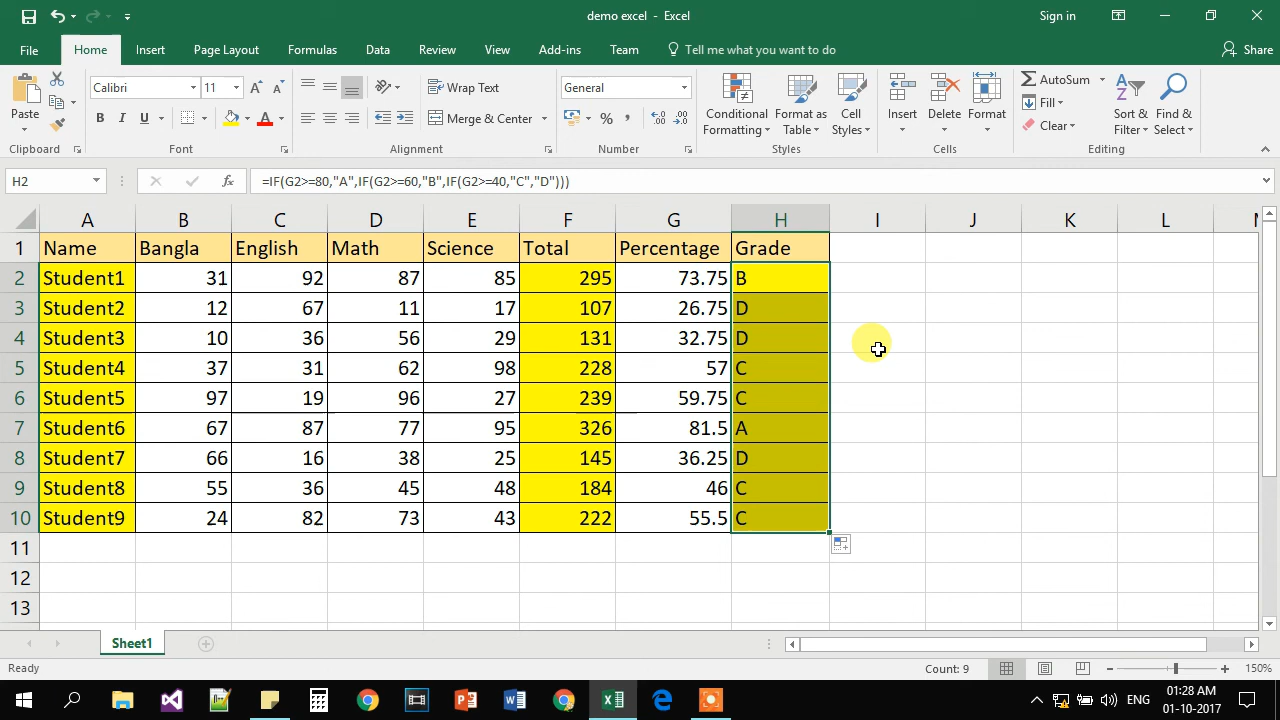 demo excel - Excel
Sign in
File Home Insert Page Layout Formulas Data Review View Add-ins Team Tell me what you want to do Share
Paste
Clipboard
Calibri 11
B I U
Font
Wrap Text
Merge & Center
Alignment
General
% ,
Number
Conditional Formatting
Format as Table
Cell Styles
Styles
Insert Delete Format
Cells
AutoSum
Fill
Clear
Sort & Filter
Find & Select
Editing
H2 fx =IF(G2>=80,"A",IF(G2>=60,"B",IF(G2>=40,"C","D")))
A B C D E F G H I J K L M
1 Name Bangla English Math Science Total Percentage Grade
2 Student1 31 92 87 85 295 73.75 B
3 Student2 12 67 11 17 107 26.75 D
4 Student3 10 36 56 29 131 32.75 D
5 Student4 37 31 62 98 228 57 C
6 Student5 97 19 96 27 239 59.75 C
7 Student6 67 87 77 95 326 81.5 A
8 Student7 66 16 38 25 145 36.25 D
9 Student8 55 36 45 48 184 46 C
10 Student9 24 82 73 43 222 55.5 C
11
12
13
Sheet1
Ready Count: 9 150%
ENG 01:28 AM
01-10-2017